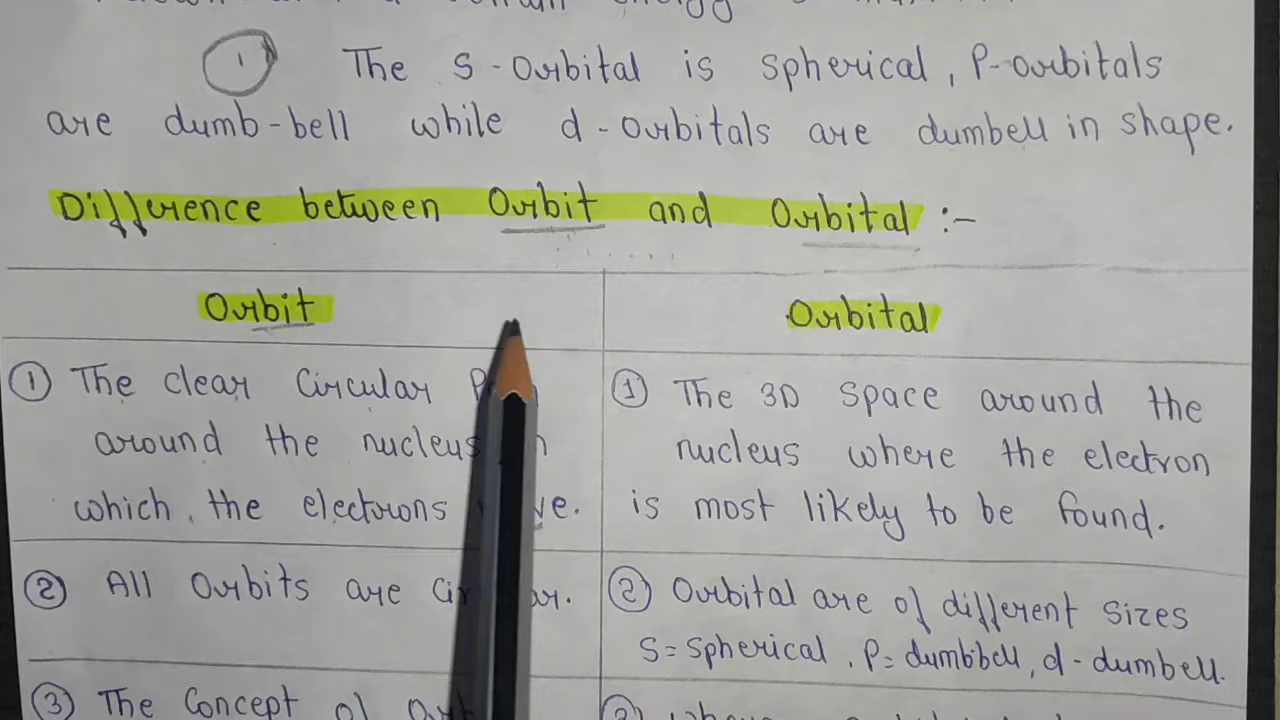 energy
① The S-Orbital is spherical, P-orbitals
are dumb-bell while d-orbitals are dumbell in shape.
Difference between Orbit and Orbital :-
Orbit
Orbital
① The clear Circular
around the nucleus
which the electrons
① The 3D Space around the
nucleus where the electron
is most likely to be found.
② All Orbits are
② Orbital are of different sizes
S=spherical, P=dumbbell, d-dumbell.
③ The Concept of